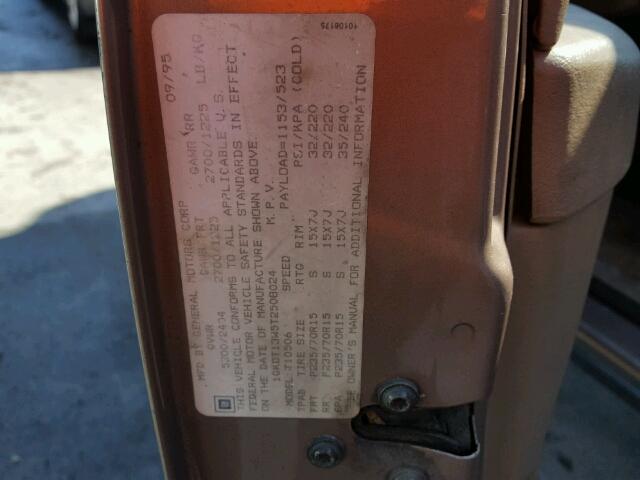 MFD BY GENERAL MOTORS CORP 09/95
GVWR GAWR FRT GAWR RR
2700/1225 2700/1225 LB/KG
THIS VEHICLE CONFORMS TO ALL APPLICABLE U.S.
FEDERAL MOTOR VEHICLE SAFETY STANDARDS IN EFFECT
ON THE DATE OF MANUFACTURE SHOWN ABOVE.
1GKDT13W5T2508024 M.P.V.
MODEL: T10506 PAYLOAD=1153/523
TPAB TIRE SIZE SPEED RTG RIM PSI/KPA (COLD)
FRT P235/70R15 S 15X7J 32/220
RR P235/70R15 S 15X7J 32/220
SPA P235/70R15 S 15X7J 35/240
SEE OWNER'S MANUAL FOR ADDITIONAL INFORMATION
GM
10106175